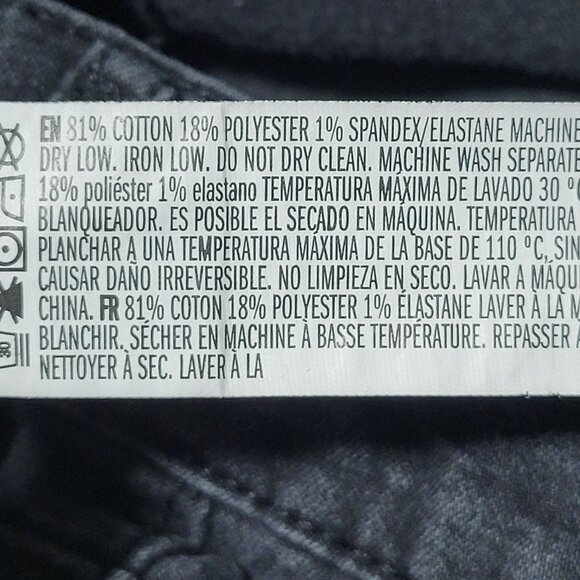 EN 81% COTTON 18% POLYESTER 1% SPANDEX/ELASTANE MACHINE
DRY LOW. IRON LOW. DO NOT DRY CLEAN. MACHINE WASH SEPARATE
18% poliéster 1% elastano TEMPERATURA MÁXIMA DE LAVADO 30 º
BLANQUEADOR. ES POSIBLE EL SECADO EN MÁQUINA. TEMPERATURA
PLANCHAR A UNA TEMPERATURA MÁXIMA DE LA BASE DE 110 ºC, SIN
CAUSAR DAÑO IRREVERSIBLE. NO LIMPIEZA EN SECO. LAVAR A MÁQU
CHINA. FR 81% COTON 18% POLYESTER 1% ÉLASTANE LAVER À LA M
BLANCHIR. SÉCHER EN MACHINE À BASSE TEMPÉRATURE. REPASSER À
NETTOYER À SEC. LAVER À LA